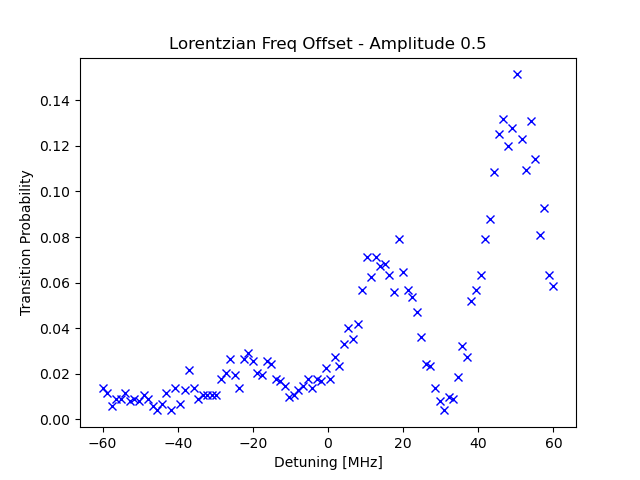 Lorentzian Freq Offset - Amplitude 0.5
0.14
0.12
0.10
0.08
0.06
0.04
0.02
0.00
Transition Probability
−60 −40 −20 0 20 40 60
Detuning [MHz]